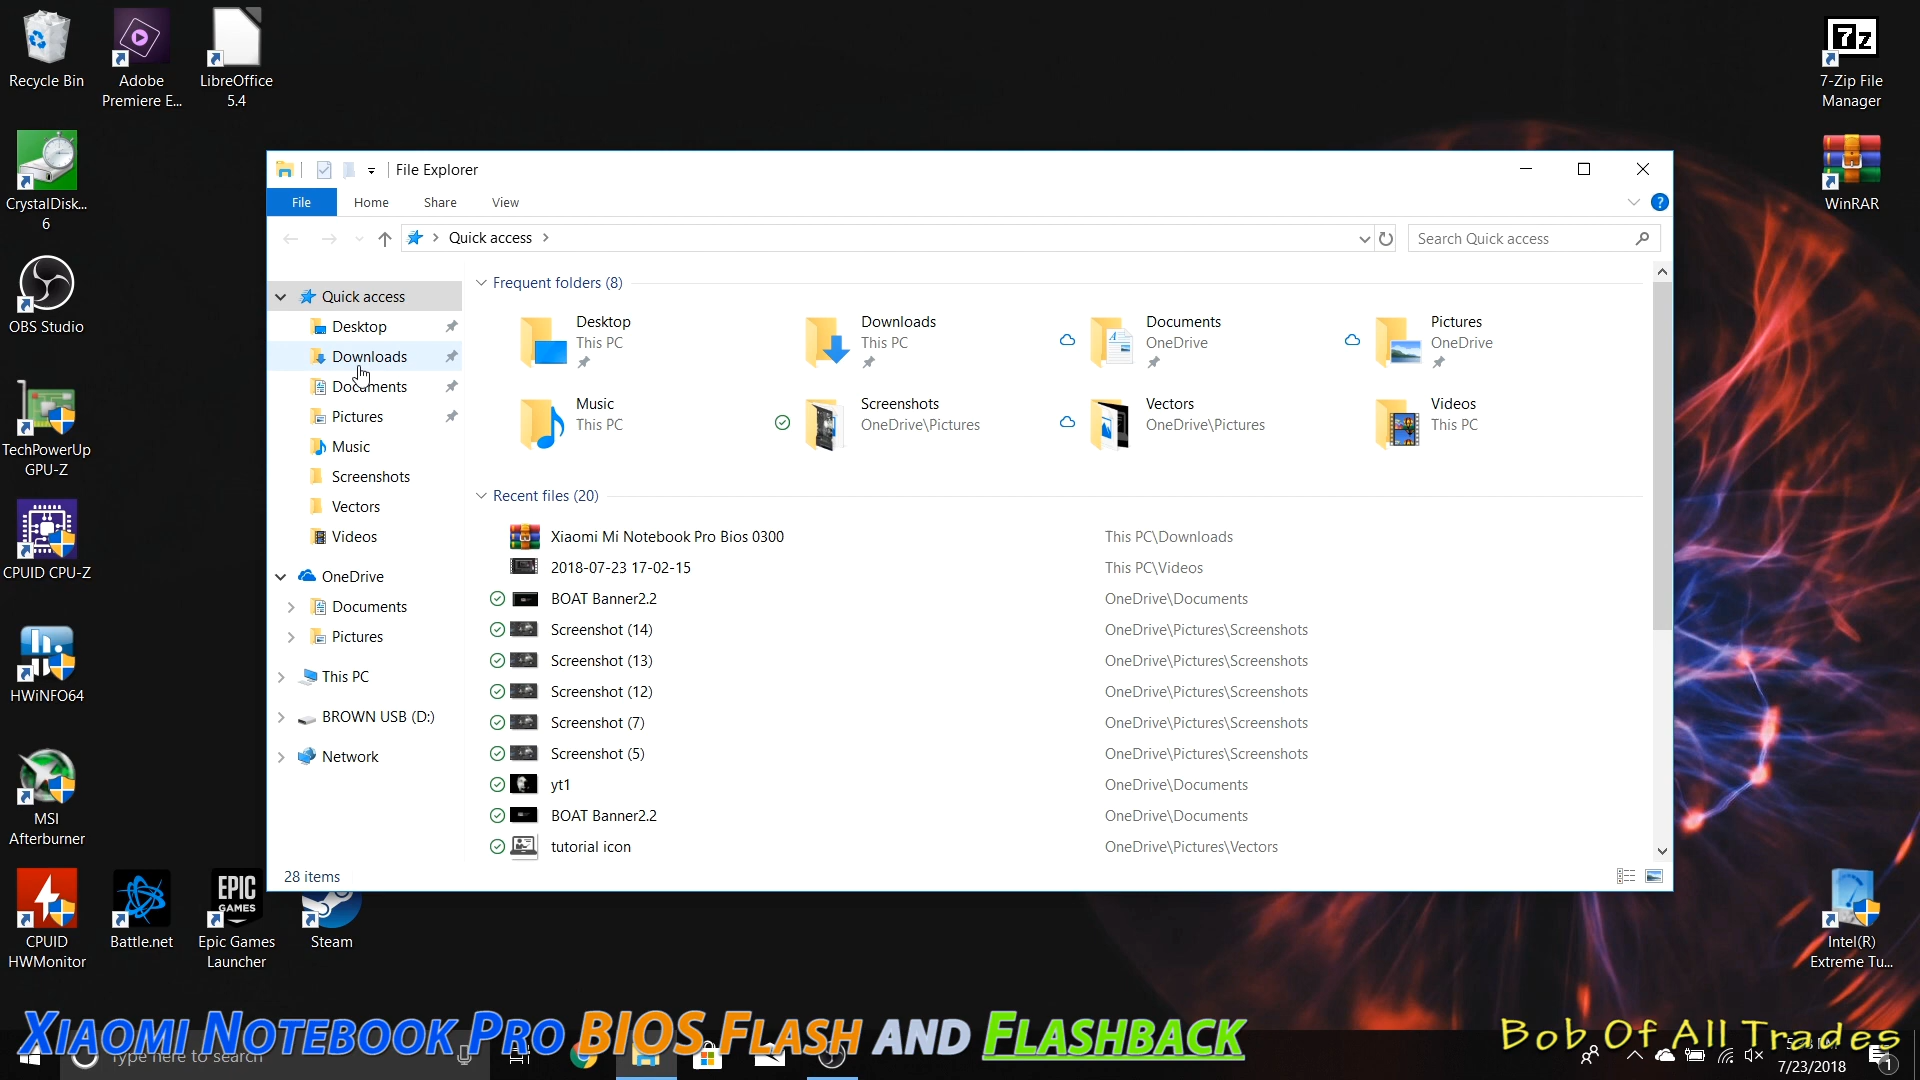 Recycle Bin
Adobe
Premiere E...
LibreOffice
5.4
7z
7-Zip File
Manager
CrystalDisk...
6
WinRAR
OBS Studio
TechPowerUp
GPU-Z
CPUID CPU-Z
HWiNFO64
MSI
Afterburner
CPUID
HWMonitor
Battle.net
EPIC
GAMES
Epic Games
Launcher
Steam
Intel(R)
Extreme Tu...
File Explorer
File Home Share View
?
Quick access
Search Quick access
Quick access
Desktop
Downloads
Documents
Pictures
Music
Screenshots
Vectors
Videos
OneDrive
Documents
Pictures
This PC
BROWN USB (D:)
Network
Frequent folders (8)
Desktop
This PC
Downloads
This PC
Documents
OneDrive
Pictures
OneDrive
Music
This PC
Screenshots
OneDrive\Pictures
Vectors
OneDrive\Pictures
Videos
This PC
Recent files (20)
Xiaomi Mi Notebook Pro Bios 0300 This PC\Downloads
2018-07-23 17-02-15 This PC\Videos
BOAT Banner2.2 OneDrive\Documents
Screenshot (14) OneDrive\Pictures\Screenshots
Screenshot (13) OneDrive\Pictures\Screenshots
Screenshot (12) OneDrive\Pictures\Screenshots
Screenshot (7) OneDrive\Pictures\Screenshots
Screenshot (5) OneDrive\Pictures\Screenshots
yt1 OneDrive\Documents
BOAT Banner2.2 OneDrive\Documents
tutorial icon OneDrive\Pictures\Vectors
28 items
Xiaomi Notebook Pro BIOS Flash and Flashback
Bob Of All Trades
Type here to search
7/23/2018
1